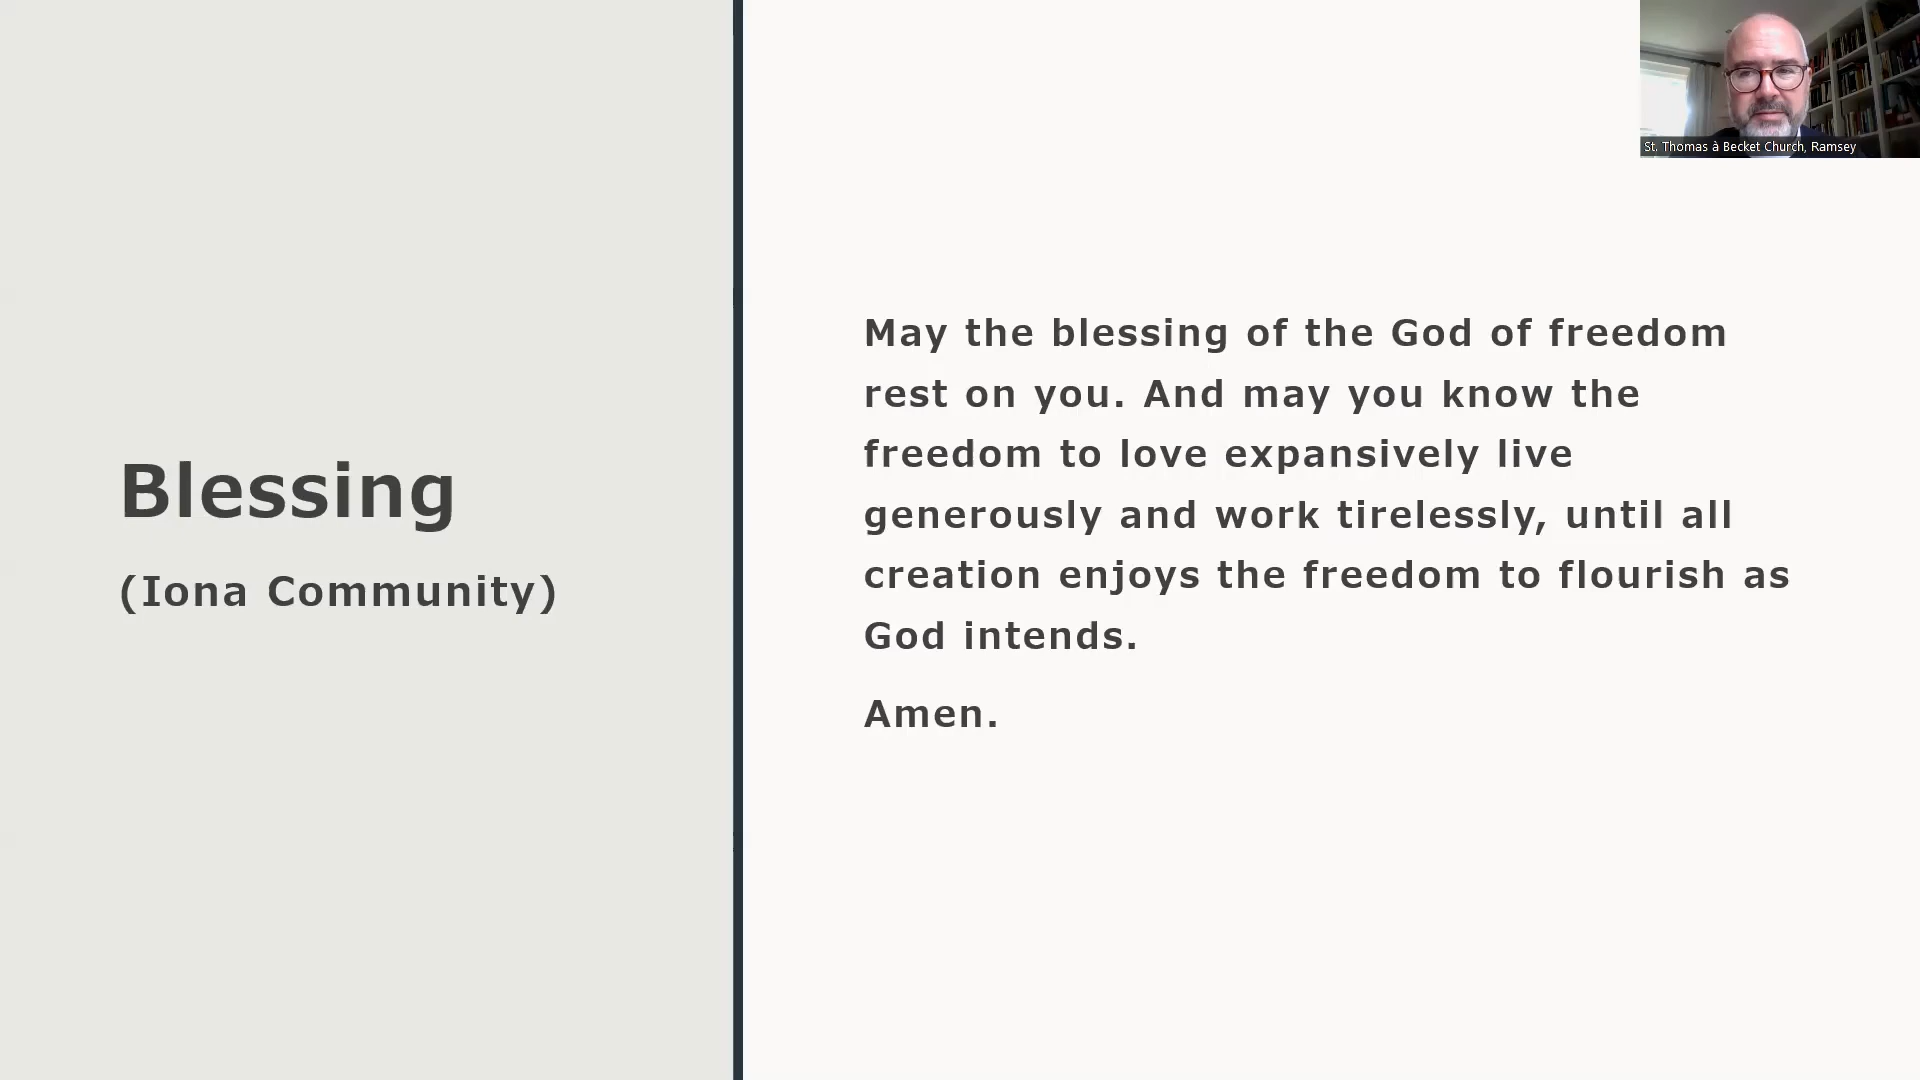 Blessing
(Iona Community)
May the blessing of the God of freedom
rest on you. And may you know the
freedom to love expansively live
generously and work tirelessly, until all
creation enjoys the freedom to flourish as
God intends.
Amen.
St. Thomas à Becket Church, Ramsey